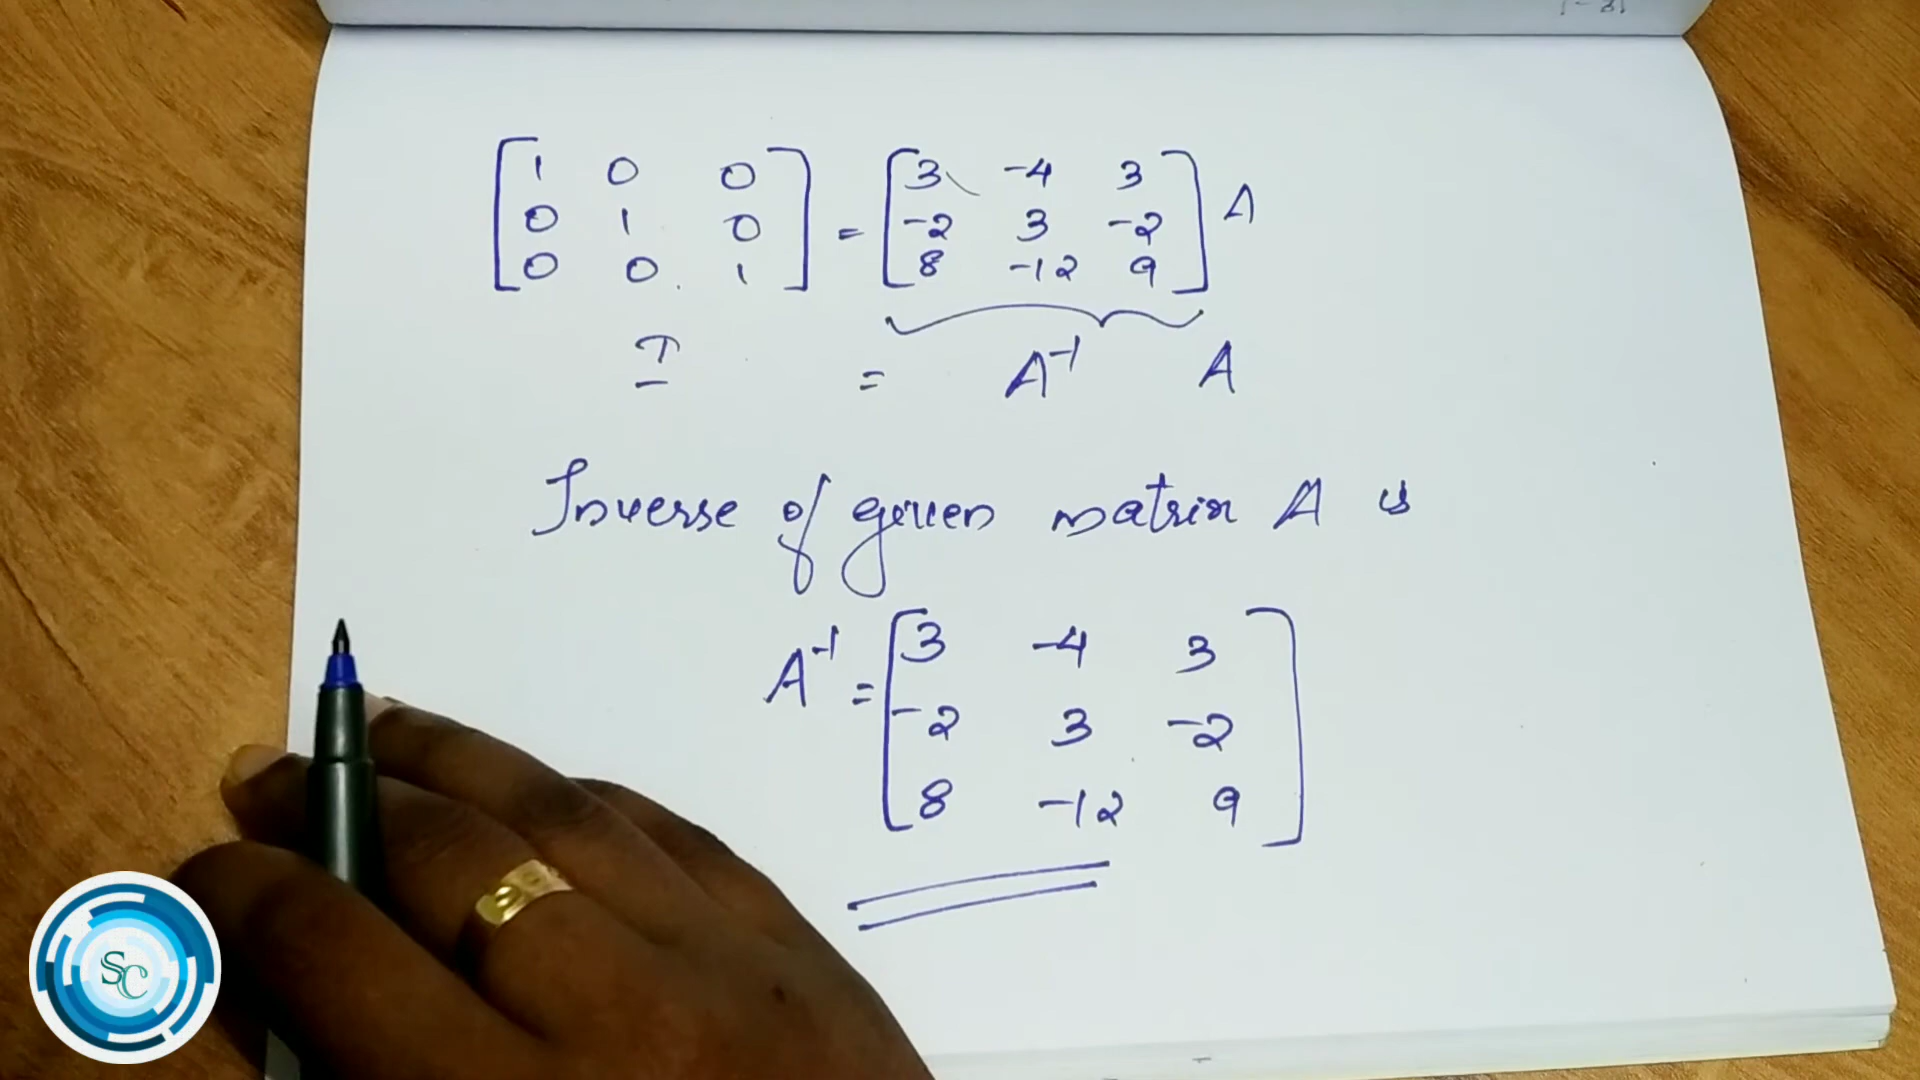 [1 0 0] = [3 -4 3] A
[0 1 0] [-2 3 -2]
[0 0 1] [8 -12 9]
I = A⁻¹ A
Inverse of given matrix A is
A⁻¹ = [3 -4 3]
[-2 3 -2]
[8 -12 9]
SC